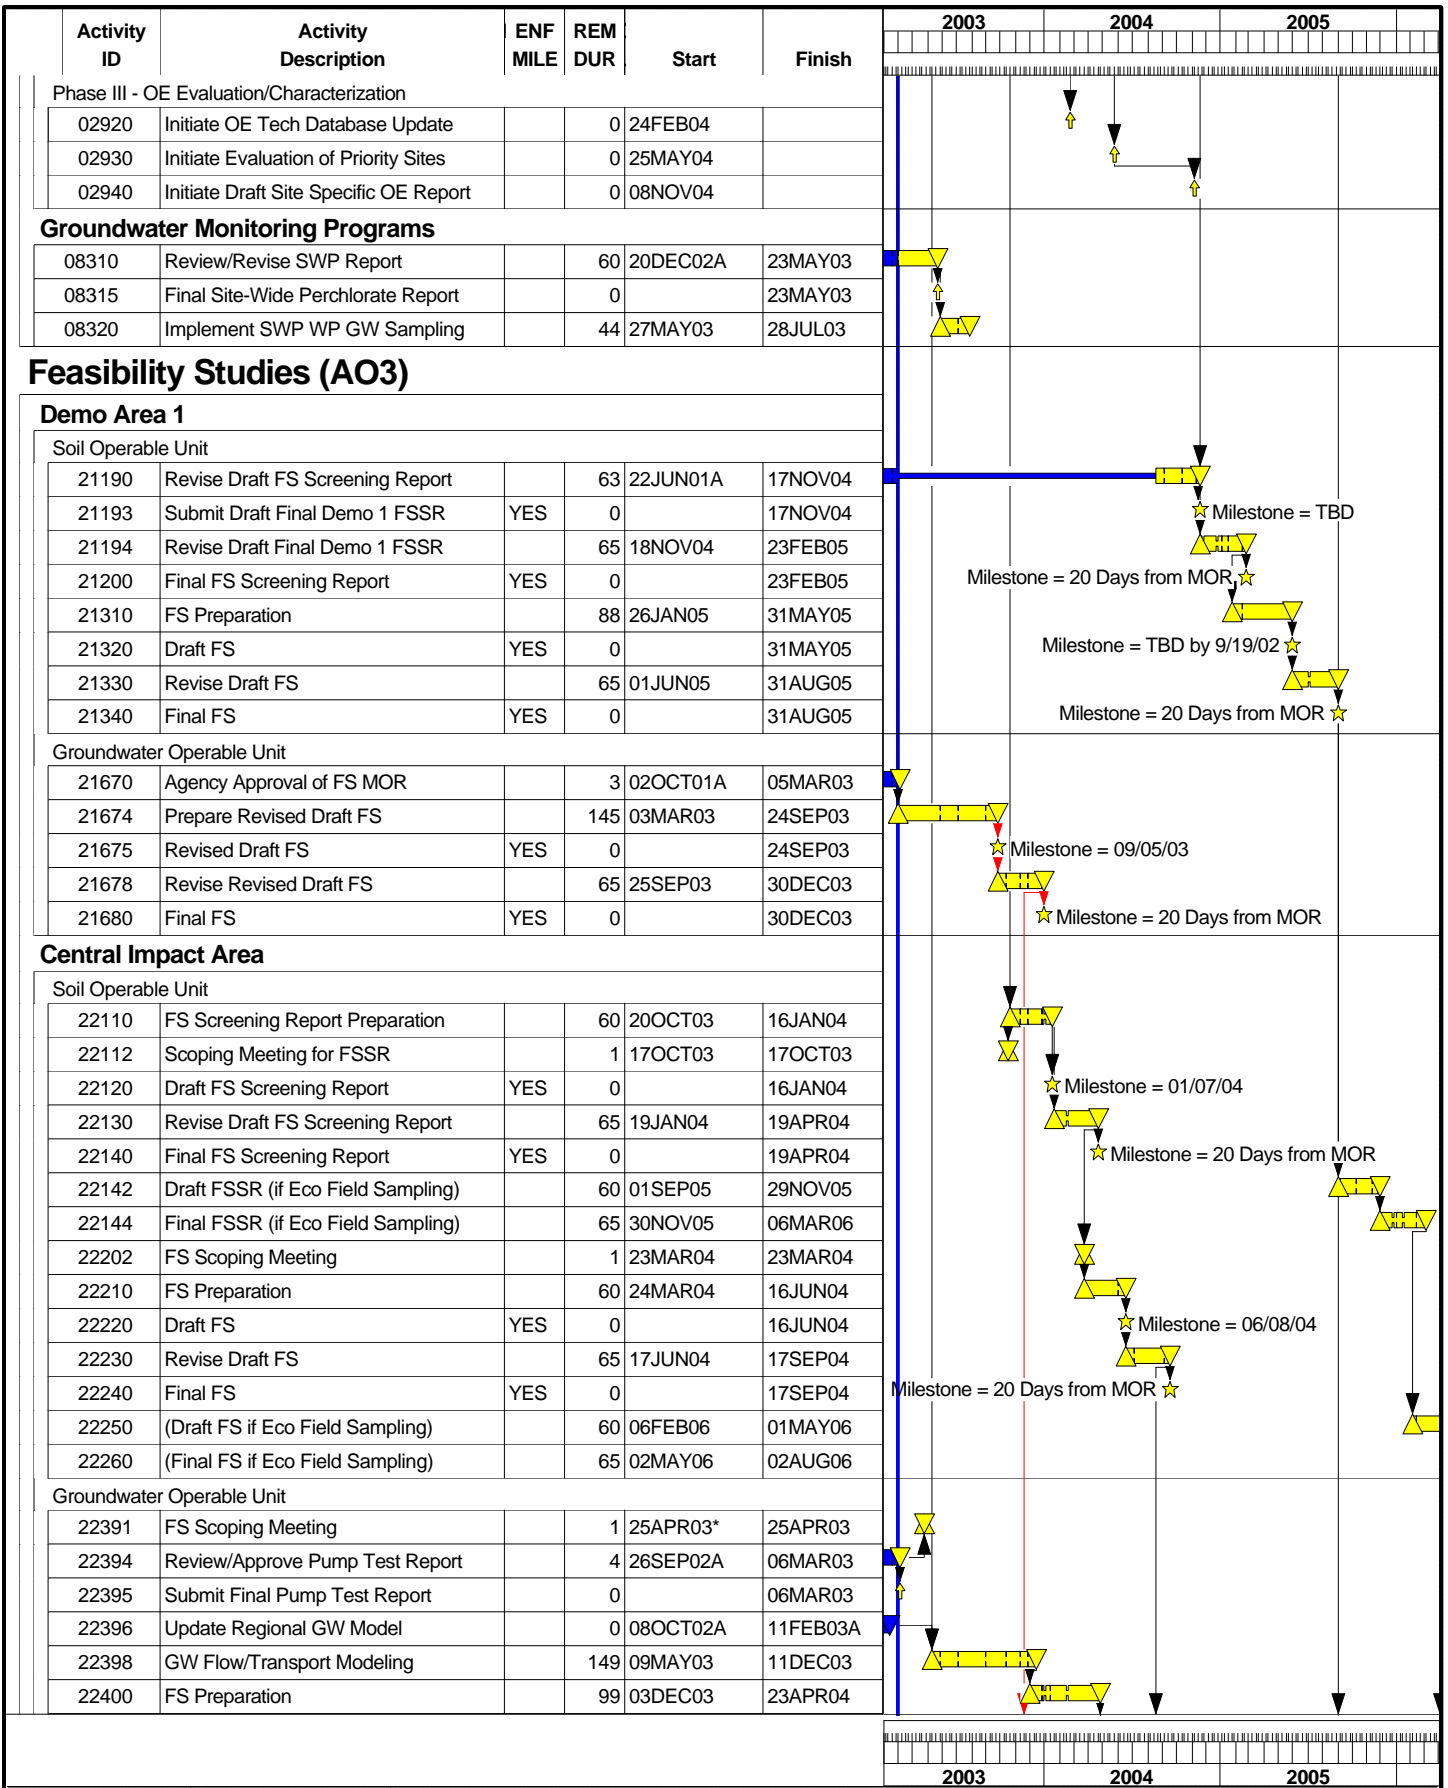 2003 2004 2005
Activity Activity ENF REM
ID Description MILE DUR Start Finish
Phase III - OE Evaluation/Characterization
02920 Initiate OE Tech Database Update 0 24FEB04
02930 Initiate Evaluation of Priority Sites 0 25MAY04
02940 Initiate Draft Site Specific OE Report 0 08NOV04
Groundwater Monitoring Programs
08310 Review/Revise SWP Report 60 20DEC02A 23MAY03
08315 Final Site-Wide Perchlorate Report 0 23MAY03
08320 Implement SWP WP GW Sampling 44 27MAY03 28JUL03
Feasibility Studies (AO3)
Demo Area 1
Soil Operable Unit
21190 Revise Draft FS Screening Report 63 22JUN01A 17NOV04
21193 Submit Draft Final Demo 1 FSSR YES 0 17NOV04 Milestone = TBD
21194 Revise Draft Final Demo 1 FSSR 65 18NOV04 23FEB05
21200 Final FS Screening Report YES 0 23FEB05 Milestone = 20 Days from MOR
21310 FS Preparation 88 26JAN05 31MAY05
21320 Draft FS YES 0 31MAY05 Milestone = TBD by 9/19/02
21330 Revise Draft FS 65 01JUN05 31AUG05
21340 Final FS YES 0 31AUG05 Milestone = 20 Days from MOR
Groundwater Operable Unit
21670 Agency Approval of FS MOR 3 02OCT01A 05MAR03
21674 Prepare Revised Draft FS 145 03MAR03 24SEP03
21675 Revised Draft FS YES 0 24SEP03 Milestone = 09/05/03
21678 Revise Revised Draft FS 65 25SEP03 30DEC03
21680 Final FS YES 0 30DEC03 Milestone = 20 Days from MOR
Central Impact Area
Soil Operable Unit
22110 FS Screening Report Preparation 60 20OCT03 16JAN04
22112 Scoping Meeting for FSSR 1 17OCT03 17OCT03
22120 Draft FS Screening Report YES 0 16JAN04 Milestone = 01/07/04
22130 Revise Draft FS Screening Report 65 19JAN04 19APR04
22140 Final FS Screening Report YES 0 19APR04 Milestone = 20 Days from MOR
22142 Draft FSSR (if Eco Field Sampling) 60 01SEP05 29NOV05
22144 Final FSSR (if Eco Field Sampling) 65 30NOV05 06MAR06
22202 FS Scoping Meeting 1 23MAR04 23MAR04
22210 FS Preparation 60 24MAR04 16JUN04
22220 Draft FS YES 0 16JUN04 Milestone = 06/08/04
22230 Revise Draft FS 65 17JUN04 17SEP04
22240 Final FS YES 0 17SEP04 Milestone = 20 Days from MOR
22250 (Draft FS if Eco Field Sampling) 60 06FEB06 01MAY06
22260 (Final FS if Eco Field Sampling) 65 02MAY06 02AUG06
Groundwater Operable Unit
22391 FS Scoping Meeting 1 25APR03* 25APR03
22394 Review/Approve Pump Test Report 4 26SEP02A 06MAR03
22395 Submit Final Pump Test Report 0 06MAR03
22396 Update Regional GW Model 0 08OCT02A 11FEB03A
22398 GW Flow/Transport Modeling 149 09MAY03 11DEC03
22400 FS Preparation 99 03DEC03 23APR04
2003 2004 2005